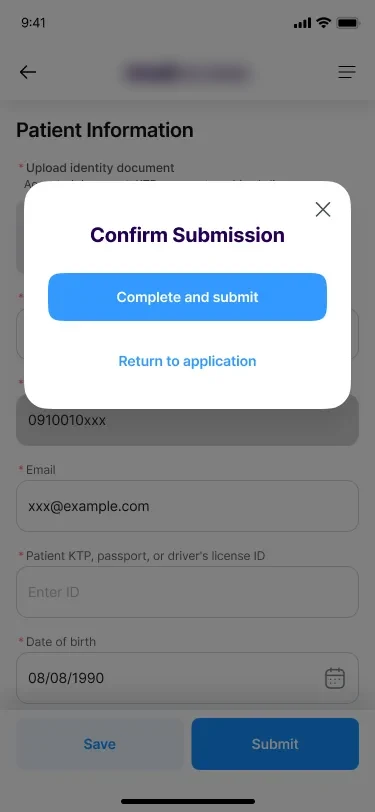 9:41
Patient Information
* Upload identity document
Confirm Submission
Complete and submit
Return to application
*
*
0910010xxx
* Email
xxx@example.com
* Patient KTP, passport, or driver's license ID
Enter ID
* Date of birth
08/08/1990
Save
Submit